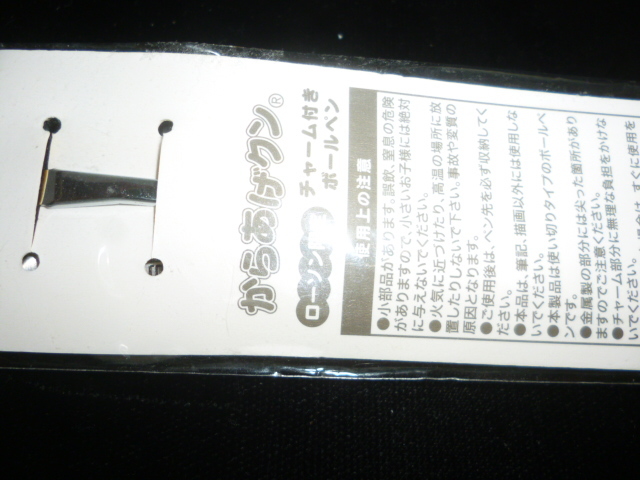 からあげクン®
ローソン
チャーム付き
ボールペン
使用上の注意
●小部品があります。誤飲、窒息の危険
がありますので、小さいお子様には絶対
に与えないでください。
●火気に近づけたり、高温の場所に放
置したりしないで下さい。事故や変質の
原因となります。
●ご使用後は、ペン先を必ず収納してく
ださい。
●本品は、筆記、描画以外には使用しな
いでください。
●本製品は使い切りタイプのボールペ
ンです。
●金属製の部分には尖った箇所があり
ますのでご注意ください。
●チャーム部分に無理な負担をかけな
いでください。
すぐに使用を